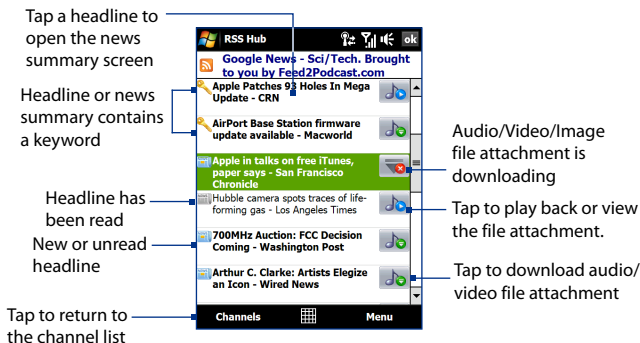 Tap a headline to
open the news
summary screen
Headline or news
summary contains
a keyword
Headline has
been read
New or unread
headline
Tap to return to
the channel list
RSS Hub
ok
Google News - Sci/Tech. Brought
to you by Feed2Podcast.com
Apple Patches 93 Holes In Mega
Update - CRN
AirPort Base Station firmware
update available - Macworld
Apple in talks on free iTunes,
paper says - San Francisco
Chronicle
Hubble camera spots traces of life-
forming gas - Los Angeles Times
700MHz Auction: FCC Decision
Coming - Washington Post
Arthur C. Clarke: Artists Elegize
an Icon - Wired News
Channels
Menu
Audio/Video/Image
file attachment is
downloading
Tap to play back or view
the file attachment.
Tap to download audio/
video file attachment